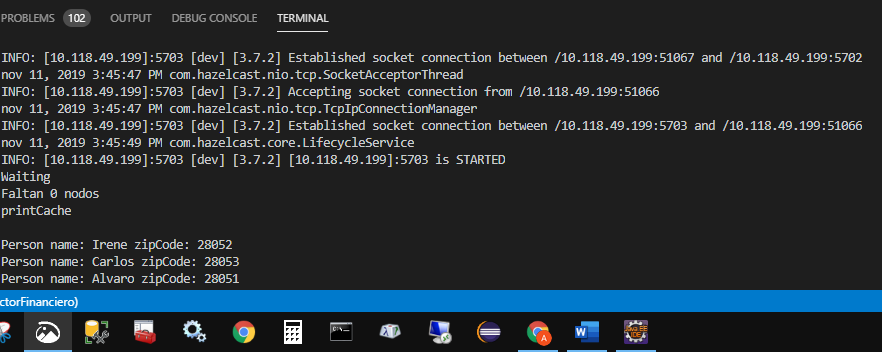 PROBLEMS 102 OUTPUT DEBUG CONSOLE TERMINAL
INFO: [10.118.49.199]:5703 [dev] [3.7.2] Established socket connection between /10.118.49.199:51067 and /10.118.49.199:5702
nov 11, 2019 3:45:47 PM com.hazelcast.nio.tcp.SocketAcceptorThread
INFO: [10.118.49.199]:5703 [dev] [3.7.2] Accepting socket connection from /10.118.49.199:51066
nov 11, 2019 3:45:47 PM com.hazelcast.nio.tcp.TcpIpConnectionManager
INFO: [10.118.49.199]:5703 [dev] [3.7.2] Established socket connection between /10.118.49.199:5703 and /10.118.49.199:51066
nov 11, 2019 3:45:49 PM com.hazelcast.core.LifecycleService
INFO: [10.118.49.199]:5703 [dev] [3.7.2] [10.118.49.199]:5703 is STARTED
Waiting
Faltan 0 nodos
printCache
Person name: Irene zipCode: 28052
Person name: Carlos zipCode: 28053
Person name: Alvaro zipCode: 28051
ctorFinanciero)